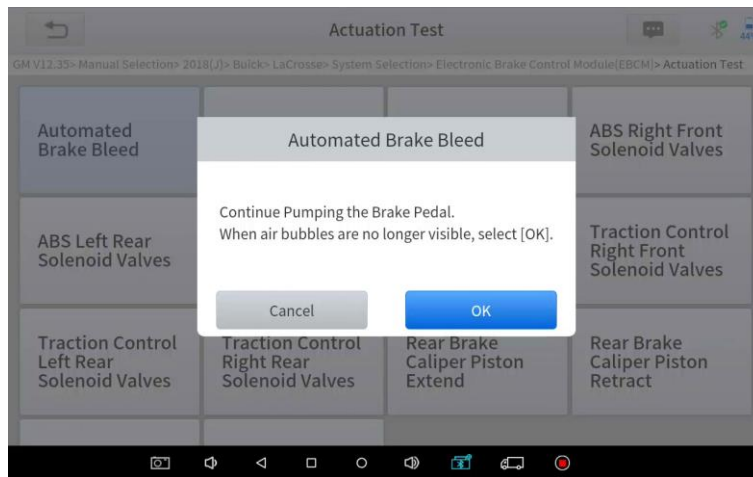 Actuation Test
44%
GM V12.35> Manual Selection> 2018(J)> Buick> LaCrosse> System Selection> Electronic Brake Control Module(EBCM)> Actuation Test
Automated
Brake Bleed
ABS Right Front
Solenoid Valves
Automated Brake Bleed
Continue Pumping the Brake Pedal.
When air bubbles are no longer visible, select [OK].
Cancel
OK
ABS Left Rear
Solenoid Valves
Traction Control
Right Front
Solenoid Valves
Traction Control
Left Rear
Solenoid Valves
Traction Control
Right Rear
Solenoid Valves
Rear Brake
Caliper Piston
Extend
Rear Brake
Caliper Piston
Retract